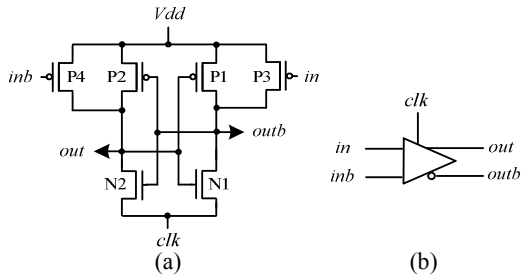 Vdd
inb
P4
P2
P1
P3
in
out
outb
N2
N1
clk
(a)
clk
in
inb
out
outb
(b)